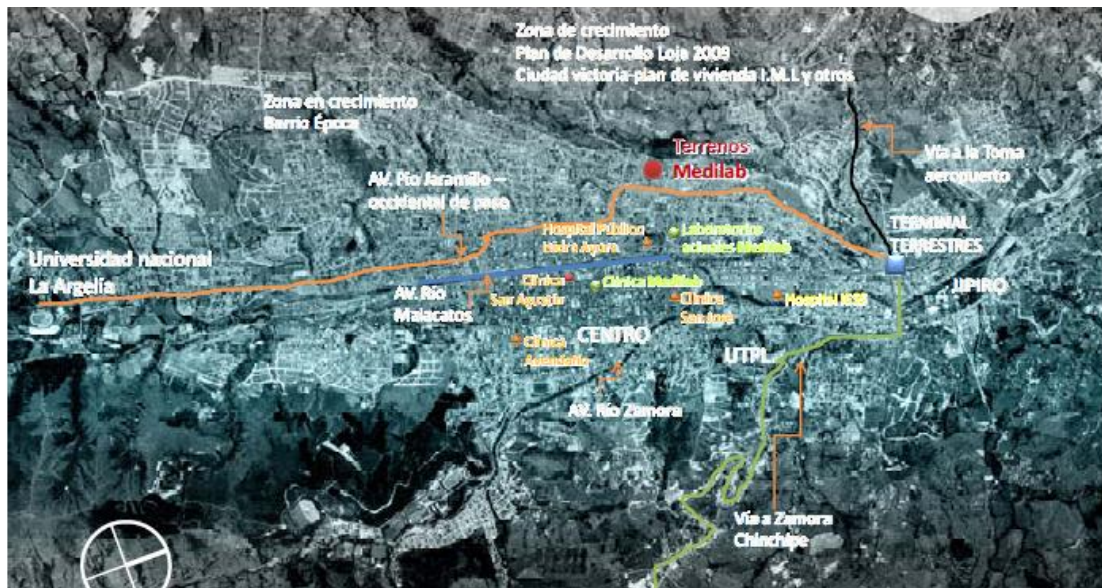 Zona de crecimiento
Plan de Desarrollo Loja 2009
Ciudad victoria-plan de vivienda I.M.L y otros
Zona en crecimiento
Barrio Época
Terrenos
Medilab
Vía a la Toma
aeropuerto
AV. Pío Jaramillo –
occidental de paso
Hospital Público
Isidro Ayora
Laboratorios
actuales Medilab
TERMINAL
TERRESTRES
Universidad nacional
La Argelia
AV. Río
Malacatos
Clínica
San Agustín
Clínica Medilab
Clínica
San José
Hospital IESS
JIPIRO
CENTRO
Clínica
UTPL
AV. Río Zamora
Vía a Zamora
Chinchipe